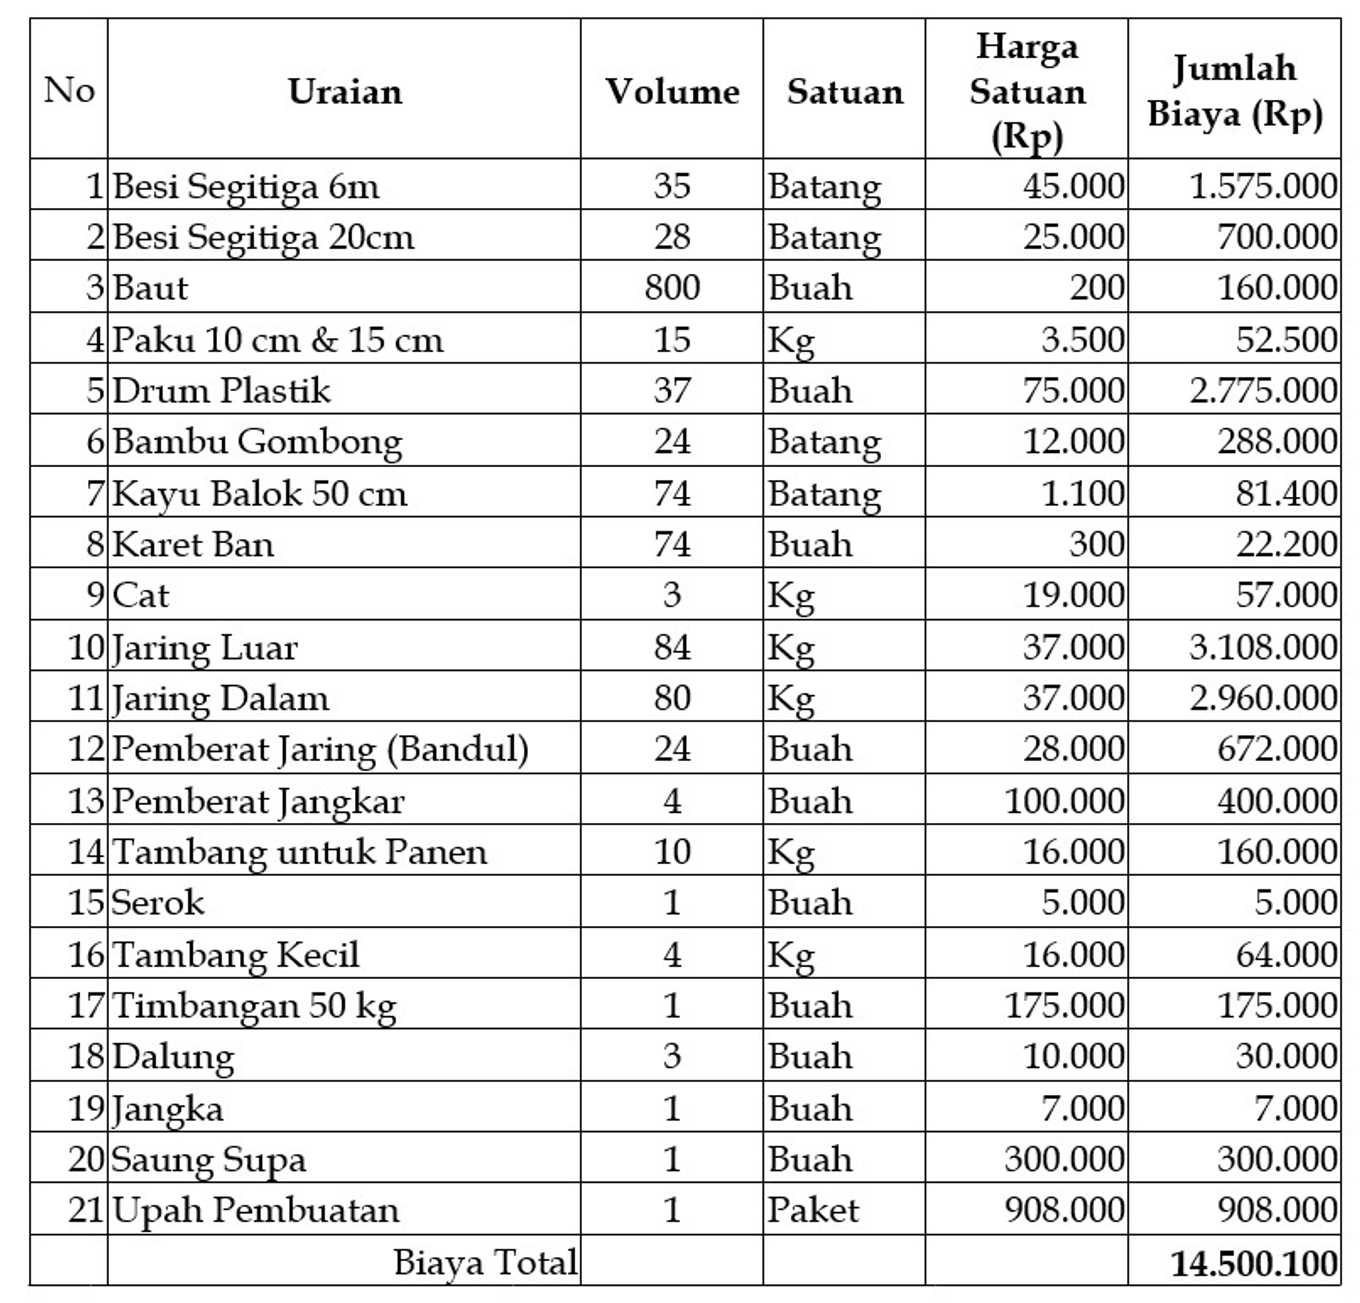 No Uraian Volume Satuan Harga Satuan (Rp) Jumlah Biaya (Rp)
1 Besi Segitiga 6m 35 Batang 45.000 1.575.000
2 Besi Segitiga 20cm 28 Batang 25.000 700.000
3 Baut 800 Buah 200 160.000
4 Paku 10 cm & 15 cm 15 Kg 3.500 52.500
5 Drum Plastik 37 Buah 75.000 2.775.000
6 Bambu Gombong 24 Batang 12.000 288.000
7 Kayu Balok 50 cm 74 Batang 1.100 81.400
8 Karet Ban 74 Buah 300 22.200
9 Cat 3 Kg 19.000 57.000
10 Jaring Luar 84 Kg 37.000 3.108.000
11 Jaring Dalam 80 Kg 37.000 2.960.000
12 Pemberat Jaring (Bandul) 24 Buah 28.000 672.000
13 Pemberat Jangkar 4 Buah 100.000 400.000
14 Tambang untuk Panen 10 Kg 16.000 160.000
15 Serok 1 Buah 5.000 5.000
16 Tambang Kecil 4 Kg 16.000 64.000
17 Timbangan 50 kg 1 Buah 175.000 175.000
18 Dalung 3 Buah 10.000 30.000
19 Jangka 1 Buah 7.000 7.000
20 Saung Supa 1 Buah 300.000 300.000
21 Upah Pembuatan 1 Paket 908.000 908.000
Biaya Total 14.500.100